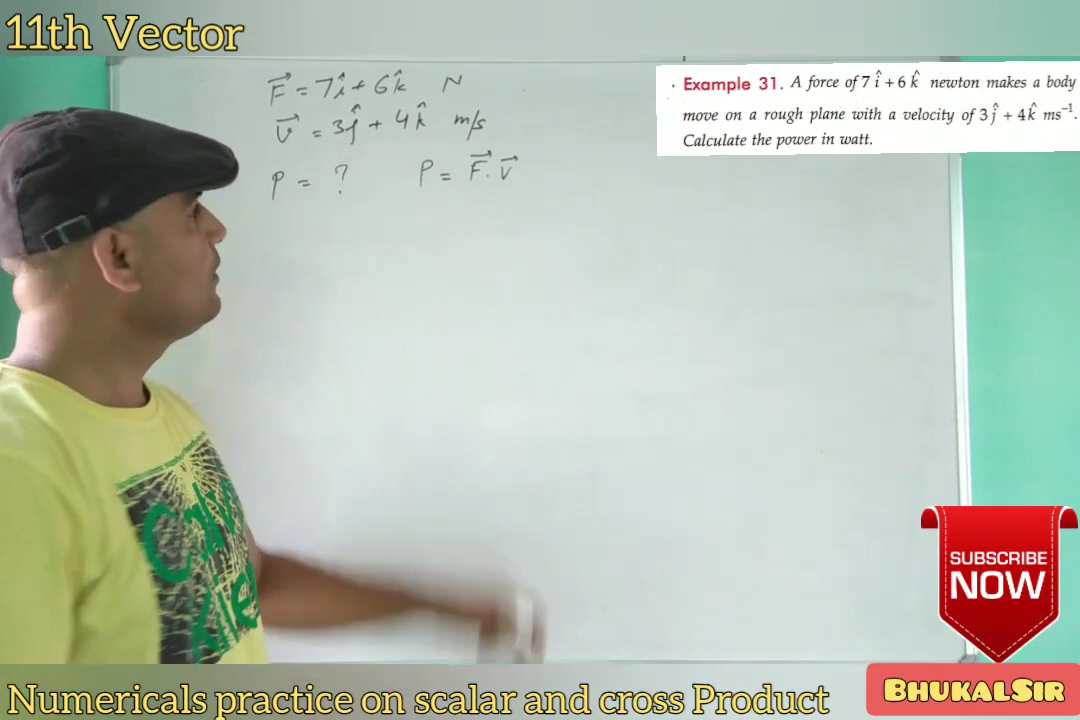 11th Vector
F⃗ = 7î + 6k̂ N
v⃗ = 3ĵ + 4k̂ m/s
P = ? P = F⃗. v⃗
Example 31. A force of 7 î + 6 k̂ newton makes a body
move on a rough plane with a velocity of 3 ĵ + 4k̂ ms⁻¹.
Calculate the power in watt.
SUBSCRIBE
NOW
Numericals practice on scalar and cross Product
BHUKALSIR